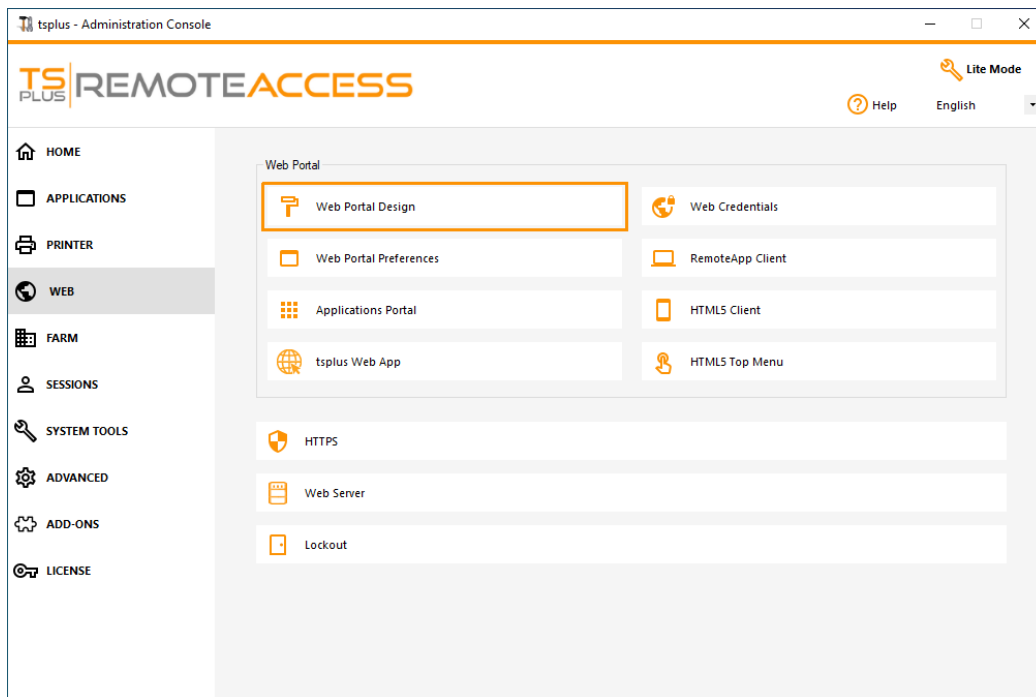 tsplus - Administration Console
TS PLUS REMOTEACCESS
Lite Mode
Help English
HOME
APPLICATIONS
PRINTER
WEB
FARM
SESSIONS
SYSTEM TOOLS
ADVANCED
ADD-ONS
LICENSE
Web Portal
Web Portal Design Web Credentials
Web Portal Preferences RemoteApp Client
Applications Portal HTML5 Client
tsplus Web App HTML5 Top Menu
HTTPS
Web Server
Lockout